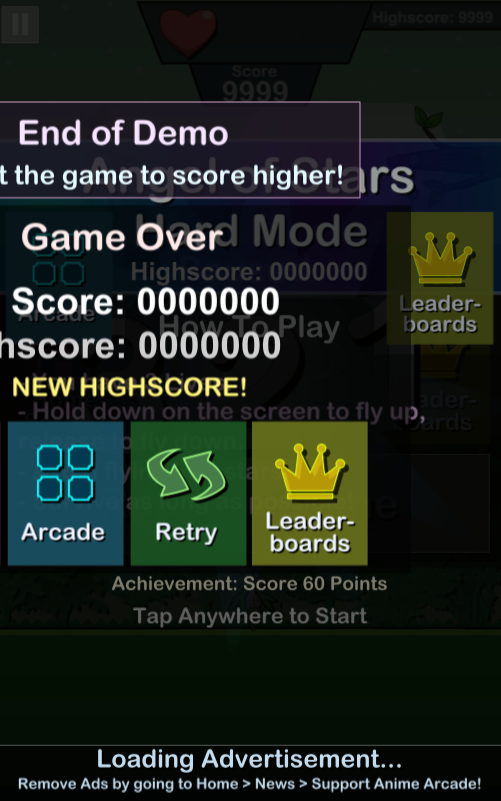 Highscore: 9999
Score
9999
End of Demo
t the game to score higher!
Angel of Stars
Game Over
Hard Mode
Highscore: 0000000
Leader-
boards
Score: 0000000
Arcade
How To Play
hscore: 0000000
NEW HIGHSCORE!
- Hold down on the screen to fly up,
Arcade
Retry
Leader-
boards
Achievement: Score 60 Points
Tap Anywhere to Start
Loading Advertisement...
Remove Ads by going to Home > News > Support Anime Arcade!